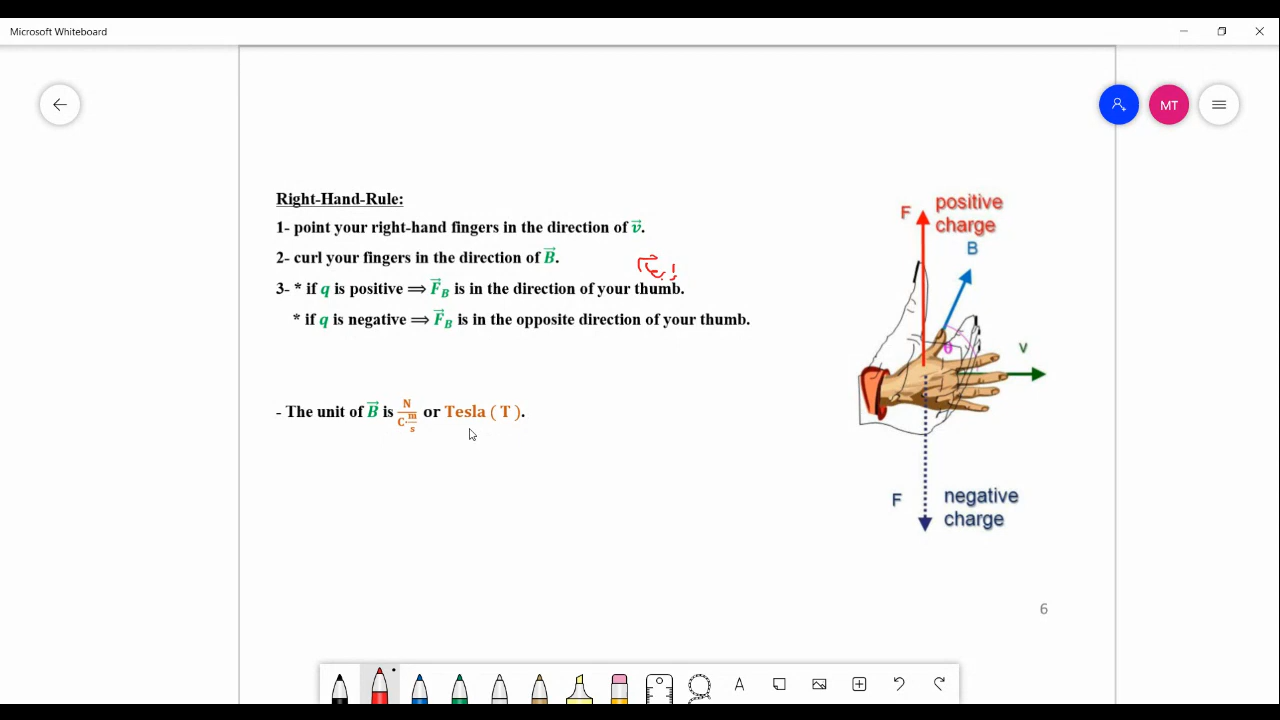 Microsoft Whiteboard
MT
Right-Hand-Rule:
1- point your right-hand fingers in the direction of v⃗.
2- curl your fingers in the direction of B⃗.
3- * if q is positive ⟹ F⃗_B is in the direction of your thumb.
* if q is negative ⟹ F⃗_B is in the opposite direction of your thumb.
- The unit of B⃗ is N/(C·m/s) or Tesla ( T ).
F positive
charge
B
θ
v
F negative
charge
6
A